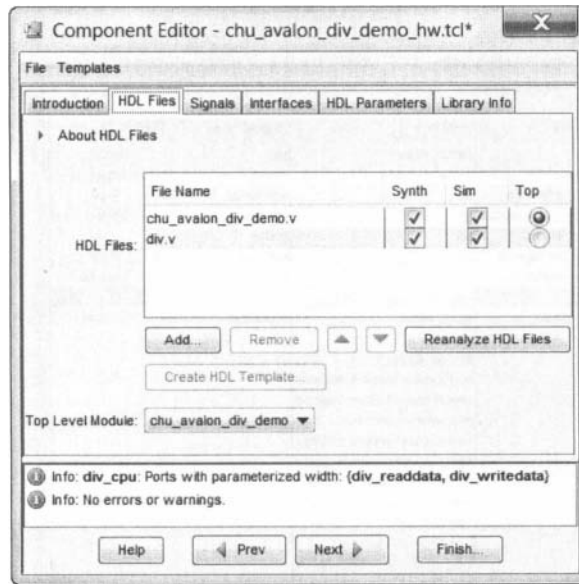 Component Editor - chu_avalon_div_demo_hw.tcl*
File Templates
Introduction HDL Files Signals Interfaces HDL Parameters Library Info
About HDL Files
File Name Synth Sim Top
chu_avalon_div_demo.v
HDL Files: div.v
Add... Remove Reanalyze HDL Files
Create HDL Template...
Top Level Module: chu_avalon_div_demo
Info: div_cpu: Ports with parameterized width: {div_readdata, div_writedata}
Info: No errors or warnings.
Help Prev Next Finish...